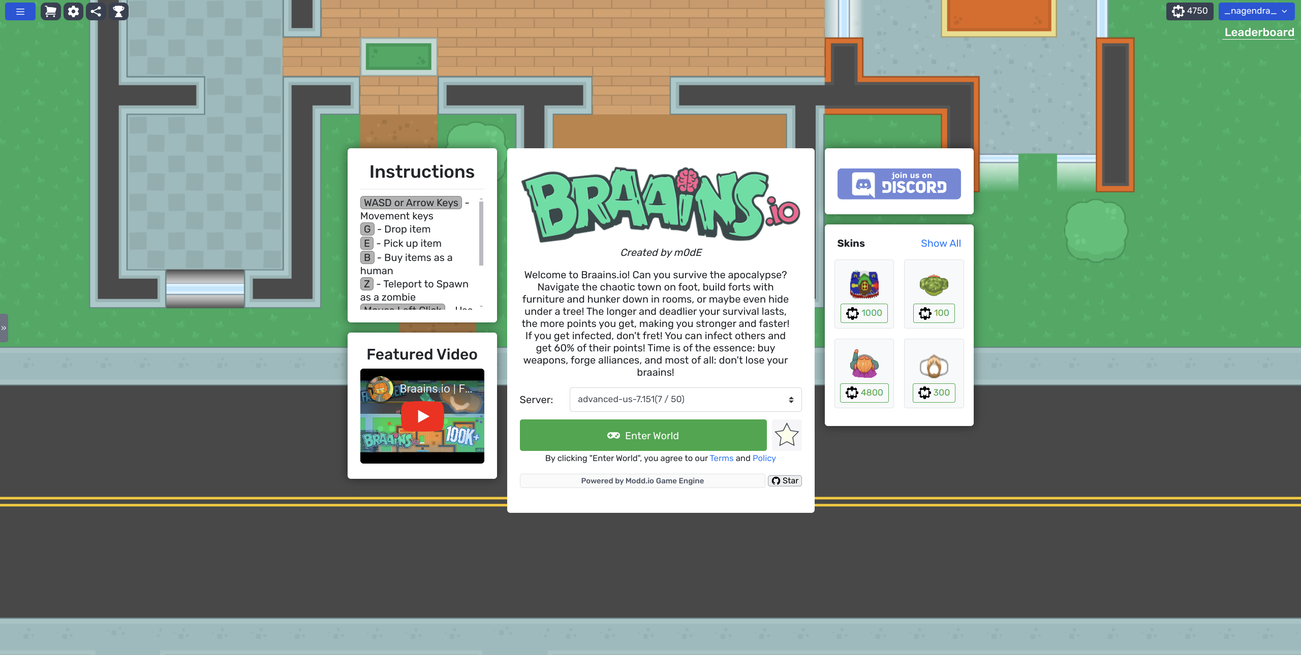 4750
_nagendra_
Leaderboard
Instructions
WASD or Arrow Keys -
Movement keys
G - Drop item
E - Pick up item
B - Buy items as a
human
Z - Teleport to Spawn
as a zombie
Featured Video
Braains.io | F...
BRAAINS
100K+
BRAAINS.io
Created by m0dE
Welcome to Braains.io! Can you survive the apocalypse?
Navigate the chaotic town on foot, build forts with
furniture and hunker down in rooms, or maybe even hide
under a tree! The longer and deadlier your survival lasts,
the more points you get, making you stronger and faster!
If you get infected, don't fret! You can infect others and
get 60% of their points! Time is of the essence: buy
weapons, forge alliances, and most of all: don't lose your
braains!
Server:
advanced-us-7.151(7 / 50)
Enter World
By clicking "Enter World", you agree to our Terms and Policy
Powered by Modd.io Game Engine
Star
join us on
DISCORD
Skins
Show All
1000
100
4800
300